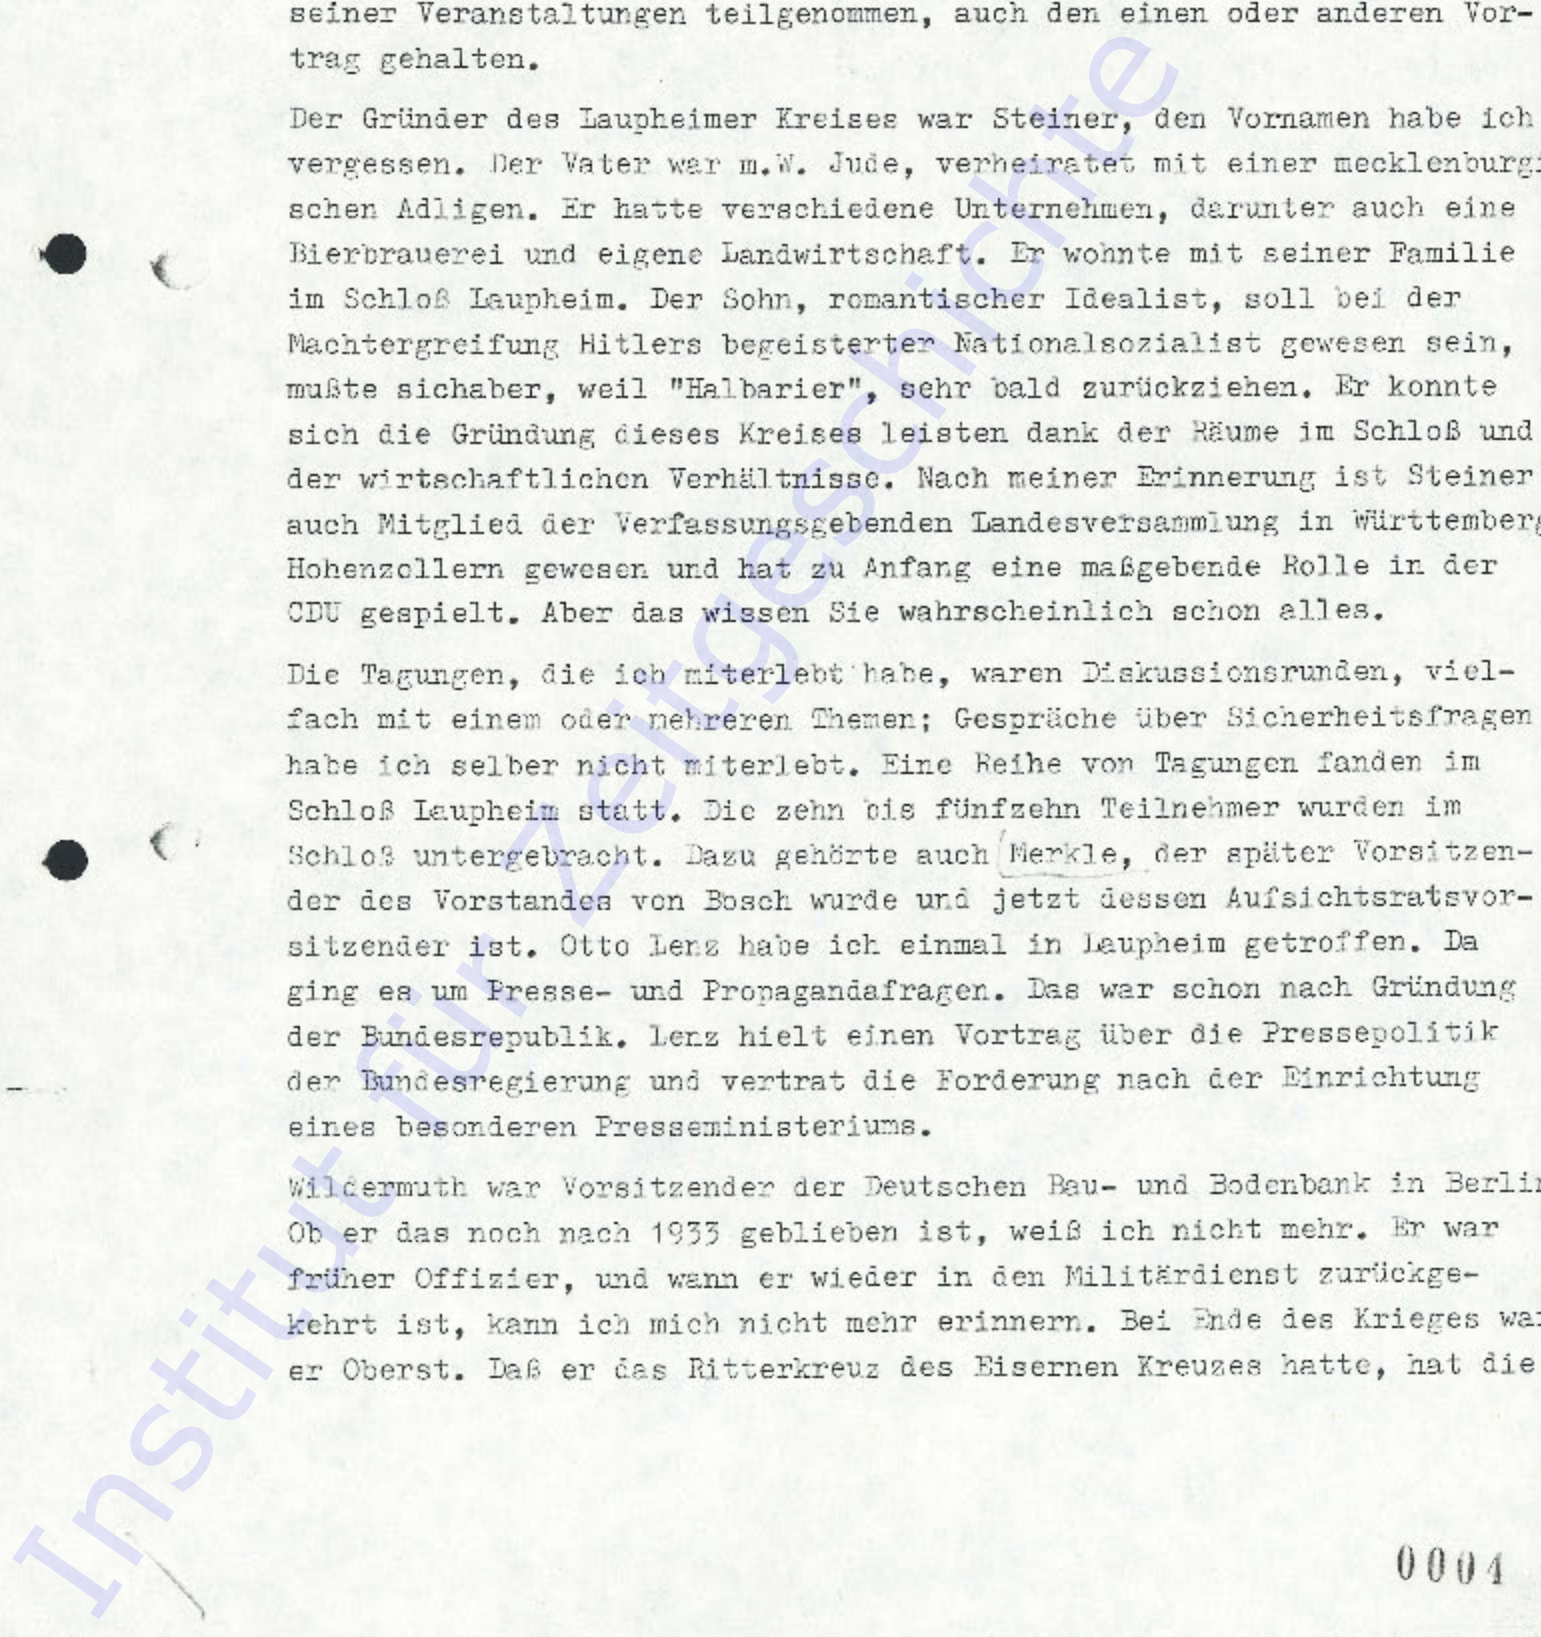 seiner Veranstaltungen teilgenommen, auch den einen oder anderen Vor-
trag gehalten.
Der Gründer des Laupheimer Kreises war Steiner, den Vornamen habe ich
vergessen. Der Vater war m.W. Jude, verheiratet mit einer mecklenburgi
schen Adligen. Er hatte verschiedene Unternehmen, darunter auch eine
Bierbrauerei und eigene Landwirtschaft. Er wohnte mit seiner Familie
im Schloß Laupheim. Der Sohn, romantischer Idealist, soll bei der
Machtergreifung Hitlers begeisterter Nationalsozialist gewesen sein,
mußte sichaber, weil "Halbarier", sehr bald zurückziehen. Er konnte
sich die Gründung dieses Kreises leisten dank der Räume im Schloß und
der wirtschaftlichen Verhältnisse. Nach meiner Erinnerung ist Steiner
auch Mitglied der Verfassungsgebenden Landesversammlung in Württemberg
Hohenzollern gewesen und hat zu Anfang eine maßgebende Rolle in der
CDU gespielt. Aber das wissen Sie wahrscheinlich schon alles.
Die Tagungen, die ich miterlebt habe, waren Diskussionsrunden, viel-
fach mit einem oder mehreren Themen; Gespräche über Sicherheitsfragen
habe ich selber nicht miterlebt. Eine Reihe von Tagungen fanden im
Schloß Laupheim statt. Die zehn bis fünfzehn Teilnehmer wurden im
Schloß untergebracht. Dazu gehörte auch Merkle, der später Vorsitzen-
der des Vorstandes von Bosch wurde und jetzt dessen Aufsichtsratsvor-
sitzender ist. Otto Lenz habe ich einmal in Laupheim getroffen. Da
ging es um Presse- und Propagandafragen. Das war schon nach Gründung
der Bundesrepublik. Lenz hielt einen Vortrag über die Pressepolitik
der Bundesregierung und vertrat die Forderung nach der Einrichtung
eines besonderen Presseministeriums.
Wildermuth war Vorsitzender der Deutschen Bau- und Bodenbank in Berlin
Ob er das noch nach 1933 geblieben ist, weiß ich nicht mehr. Er war
früher Offizier, und wann er wieder in den Militärdienst zurückge-
kehrt ist, kann ich mich nicht mehr erinnern. Bei Ende des Krieges war
er Oberst. Daß er das Ritterkreuz des Eisernen Kreuzes hatte, hat die
0004
Institut für Zeitgeschichte